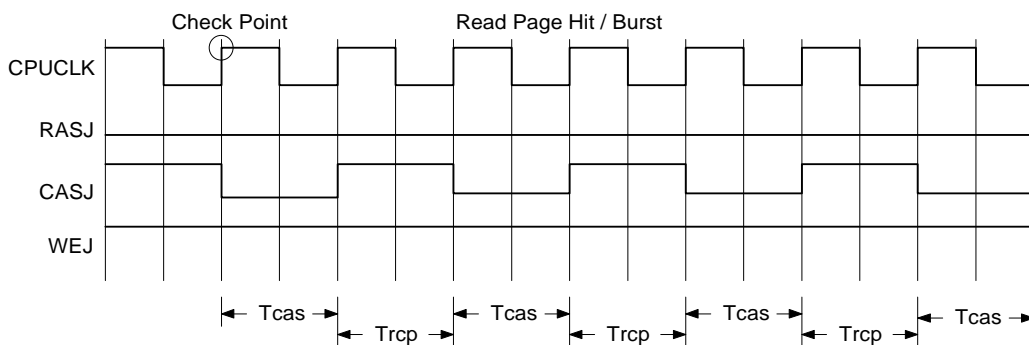 Check Point
Read Page Hit / Burst
CPUCLK
RASJ
CASJ
WEJ
Tcas
Tcas
Tcas
Tcas
Trcp
Trcp
Trcp